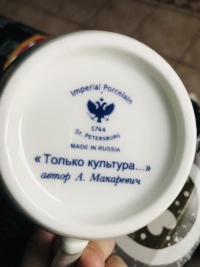 Imperial Porcelain
1744
St. Petersburg
MADE IN RUSSIA
« Только культура...»
автор А. Макаревич